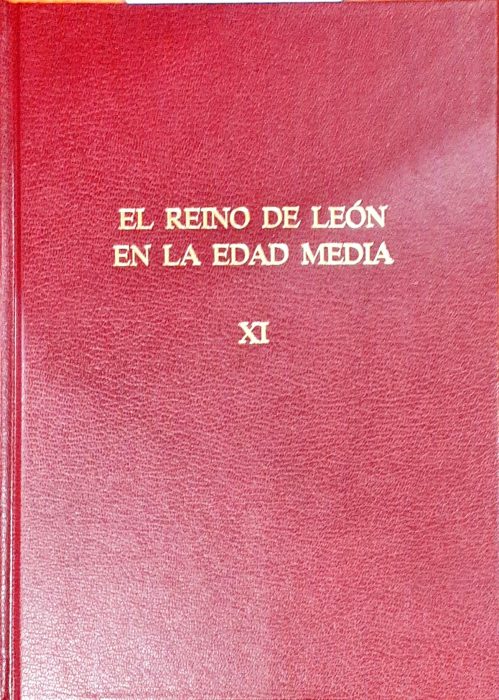 EL REINO DE LEÓN
EN LA EDAD MEDIA
XI